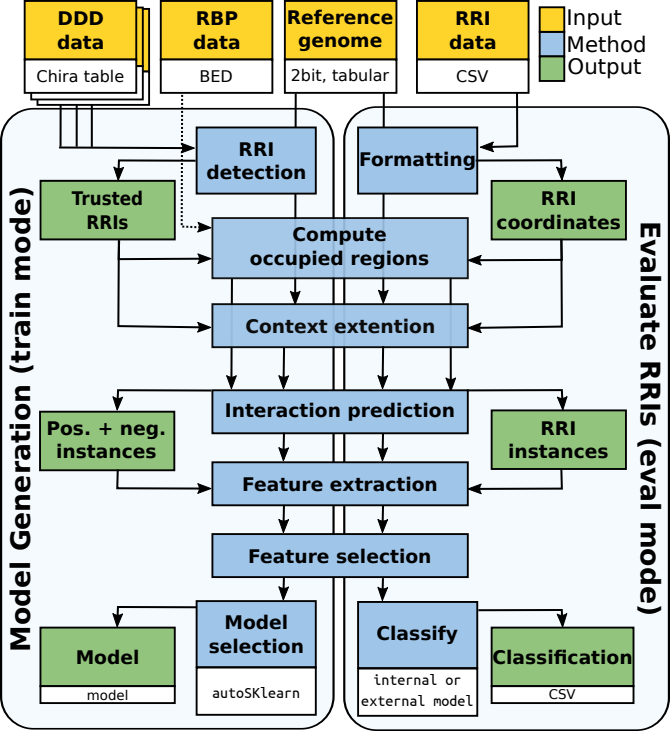 DDD
data
Chira table
RBP
data
BED
Reference
genome
2bit, tabular
RRI
data
CSV
Input
Method
Output
Model Generation (train mode)
Evaluate RRIs (eval mode)
RRI
detection
Formatting
Trusted
RRIs
RRI
coordinates
Compute
occupied regions
Context extention
Interaction prediction
Pos. + neg.
instances
RRI
instances
Feature extraction
Feature selection
Model
selection
autoSKlearn
Classify
internal or
external model
Model
model
Classification
CSV